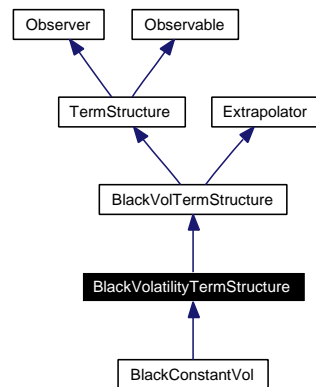 Observer Observable
TermStructure Extrapolator
BlackVolTermStructure
BlackVolatilityTermStructure
BlackConstantVol